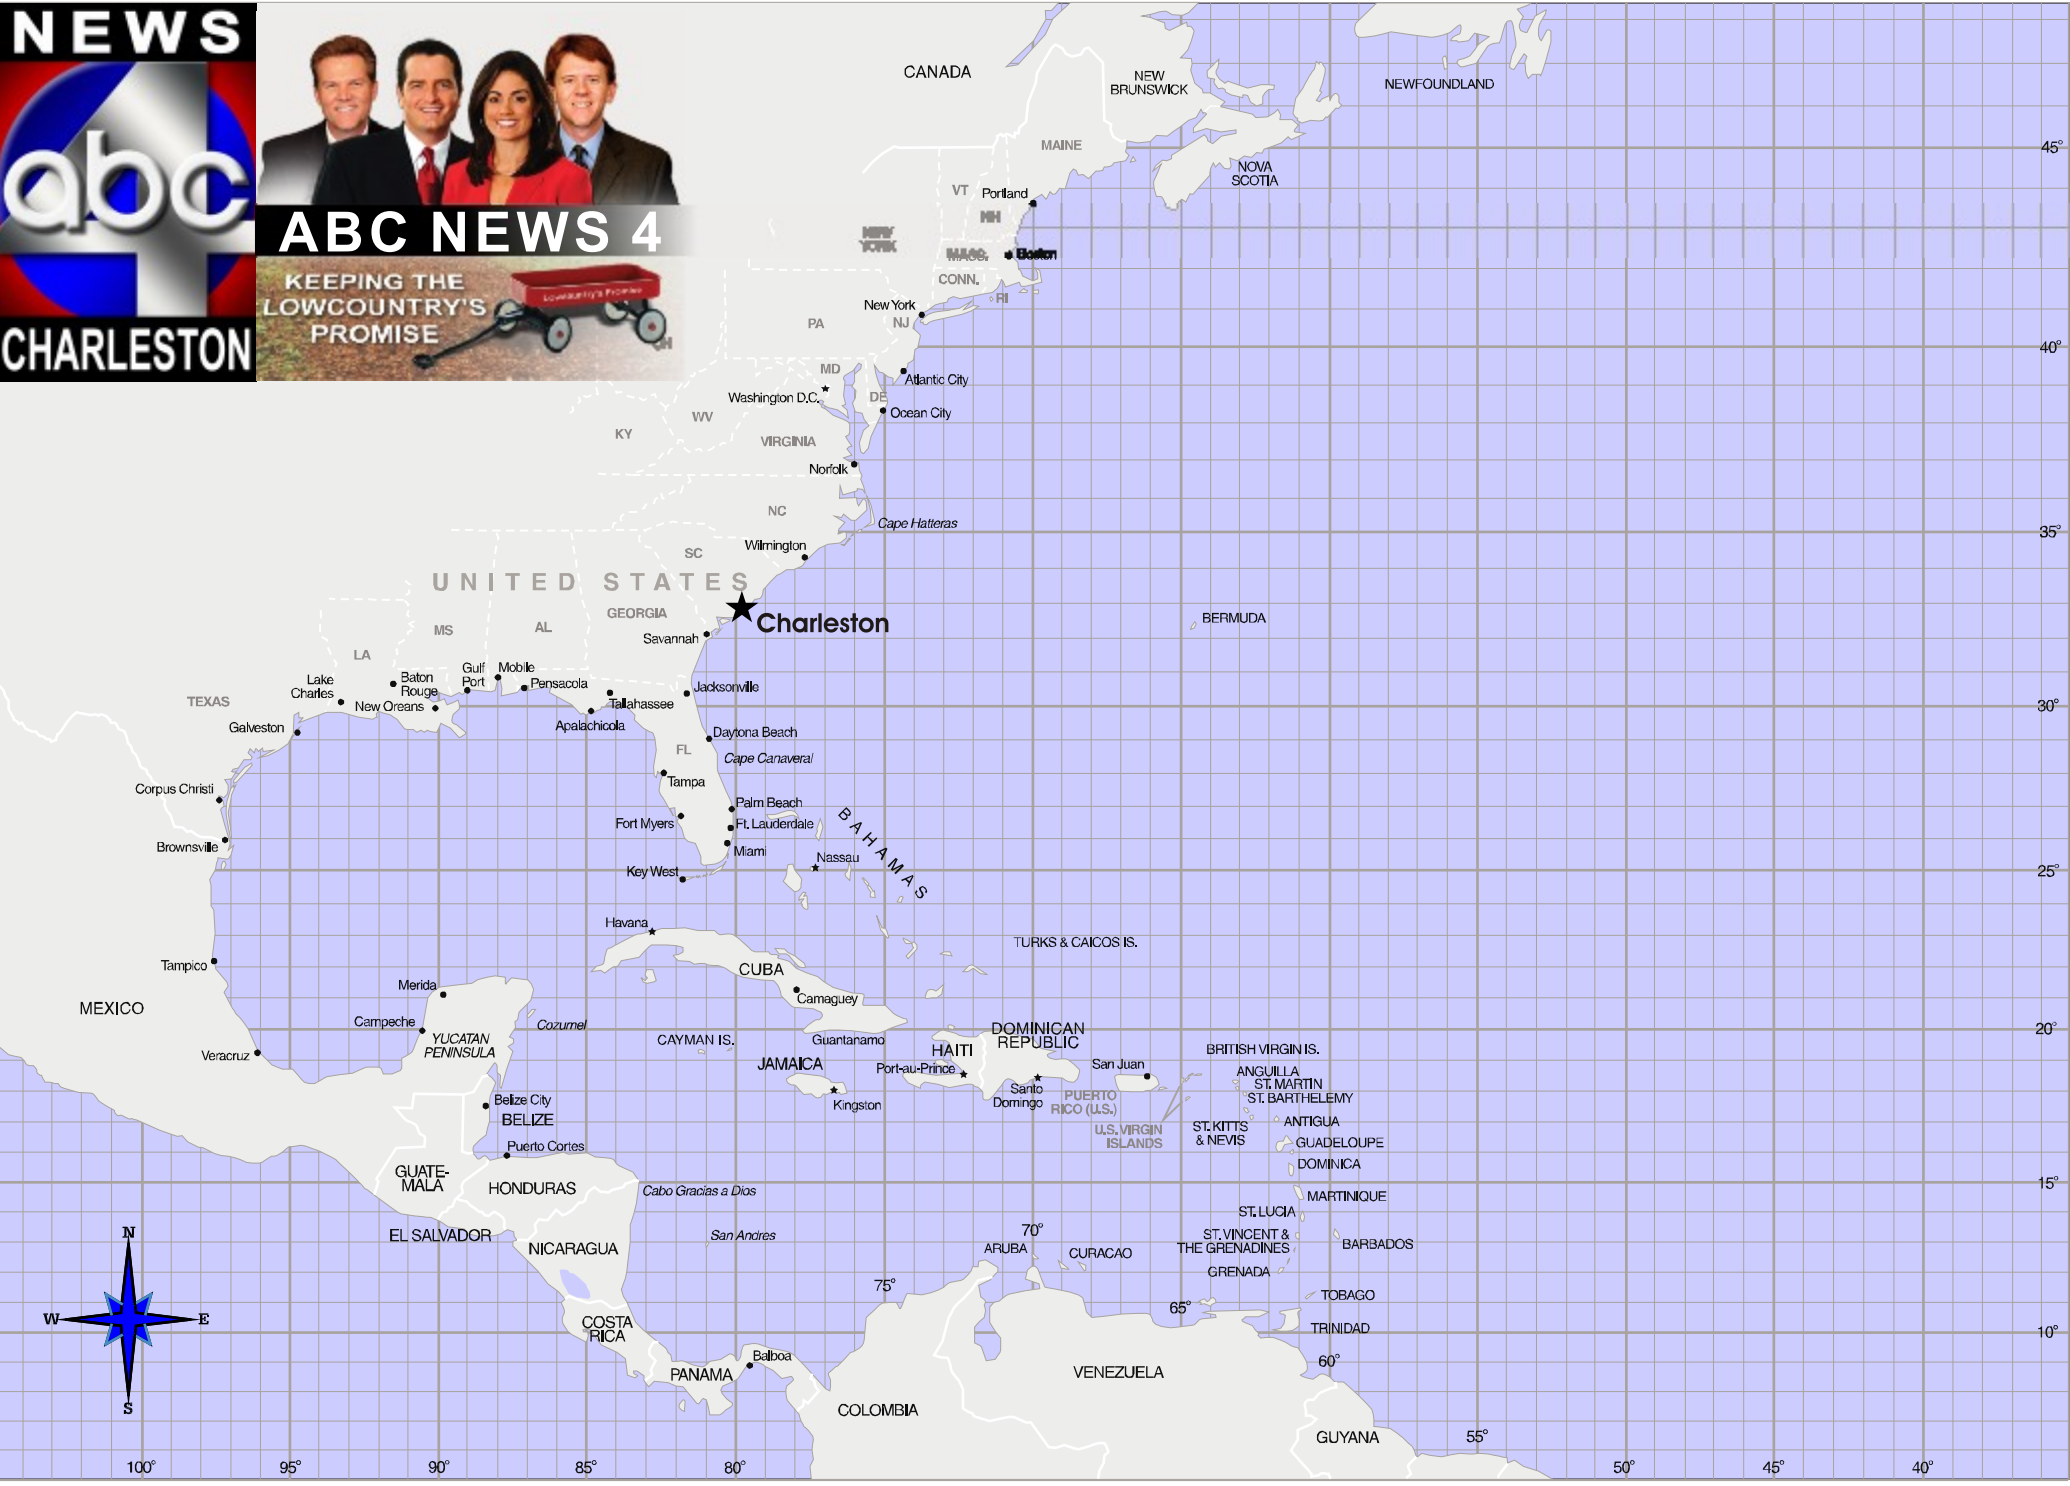 NEWS
abc
4
CHARLESTON
ABC NEWS 4
KEEPING THE
LOWCOUNTRY'S
PROMISE
Lowcountry's Promise
CANADA
NEW
BRUNSWICK
NEWFOUNDLAND
MAINE
45°
NOVA
SCOTIA
VT
Portland
NH
NEW
YORK
MASS.
Boston
CONN.
RI
New York
NJ
PA
OH
40°
MD
Atlantic City
Washington D.C.
DE
Ocean City
WV
KY
VIRGINIA
Norfolk
NC
Cape Hatteras
35°
Wilmington
SC
UNITED STATES
GEORGIA
Charleston
BERMUDA
MS
AL
Savannah
LA
Gulf
Port
Mobile
Lake
Charles
Baton
Rouge
Pensacola
Jacksonville
TEXAS
New Oreans
Tallahassee
30°
Galveston
Apalachicola
Daytona Beach
FL
Cape Canaveral
Tampa
Corpus Christi
Palm Beach
Fort Myers
Ft. Lauderdale
BAHAMAS
Brownsville
Miami
Nassau
Key West
25°
Havana
TURKS & CAICOS IS.
Tampico
CUBA
Merida
Camaguey
MEXICO
Campeche
Cozumel
YUCATAN
PENINSULA
CAYMAN IS.
Guantanamo
DOMINICAN
REPUBLIC
20°
Veracruz
HAITI
BRITISH VIRGIN IS.
JAMAICA
Port-au-Prince
San Juan
ANGUILLA
ST. MARTIN
ST. BARTHELEMY
Santo
Domingo
PUERTO
RICO (U.S.)
Kingston
Belize City
BELIZE
U.S. VIRGIN
ISLANDS
ST. KITTS
& NEVIS
ANTIGUA
Puerto Cortes
GUADELOUPE
GUATE-
MALA
HONDURAS
DOMINICA
15°
Cabo Gracias a Dios
MARTINIQUE
ST. LUCIA
EL SALVADOR
San Andres
70°
ST. VINCENT &
THE GRENADINES
BARBADOS
NICARAGUA
ARUBA
CURACAO
GRENADA
75°
TOBAGO
65°
COSTA
RICA
TRINIDAD
10°
Balboa
60°
PANAMA
VENEZUELA
COLOMBIA
GUYANA
55°
N
W
E
S
100°
95°
90°
85°
80°
50°
45°
40°